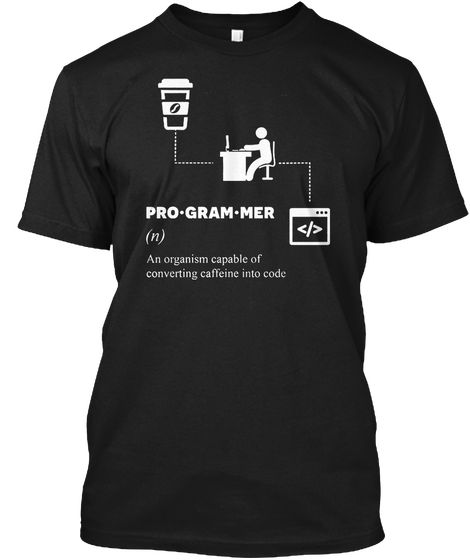 PRO•GRAM•MER
</>
(n)
An organism capable of
converting caffeine into code